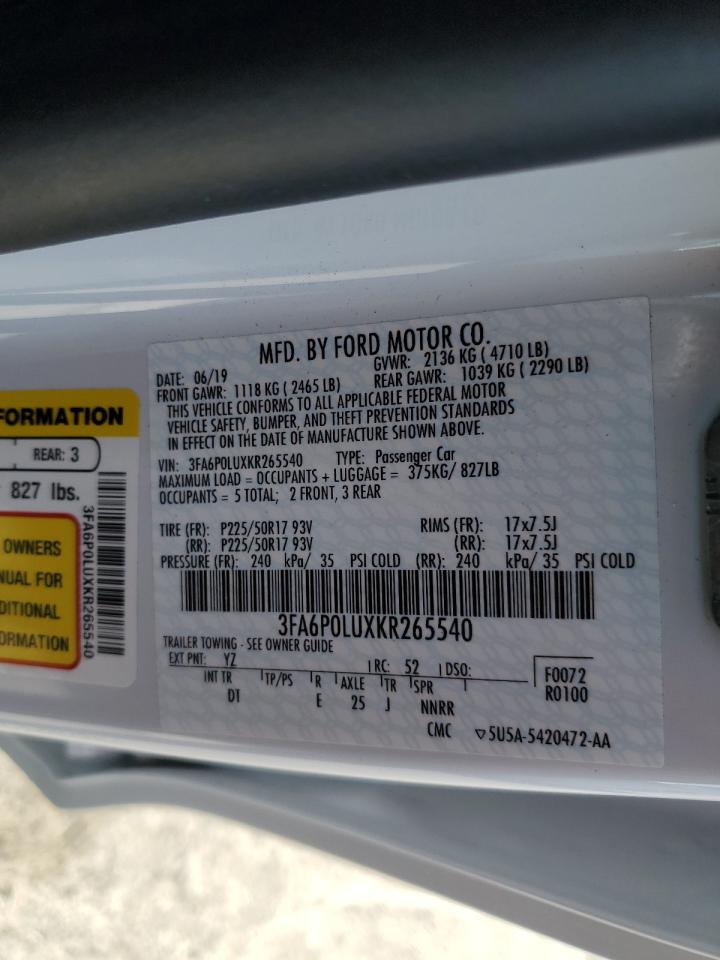 MFD. BY FORD MOTOR CO.
DATE: 06/19 GVWR: 2136 KG ( 4710 LB)
FRONT GAWR: 1118 KG ( 2465 LB) REAR GAWR: 1039 KG ( 2290 LB)
THIS VEHICLE CONFORMS TO ALL APPLICABLE FEDERAL MOTOR
VEHICLE SAFETY, BUMPER, AND THEFT PREVENTION STANDARDS
IN EFFECT ON THE DATE OF MANUFACTURE SHOWN ABOVE.
VIN: 3FA6P0LUXKR265540 TYPE: Passenger Car
MAXIMUM LOAD = OCCUPANTS + LUGGAGE = 375KG/ 827LB
OCCUPANTS = 5 TOTAL; 2 FRONT, 3 REAR
TIRE (FR): P225/50R17 93V RIMS (FR): 17x7.5J
(RR): P225/50R17 93V (RR): 17x7.5J
PRESSURE (FR): 240 kPa/ 35 PSI COLD (RR): 240 kPa/ 35 PSI COLD
3FA6P0LUXKR265540
TRAILER TOWING - SEE OWNER GUIDE
EXT PNT: YZ RC: 52 DSO: F0072
INT TR TP/PS R AXLE TR SPR R0100
DT E 25 J NNRR
CMC ▽5U5A-5420472-AA
FORMATION
REAR: 3
827 lbs.
OWNERS
NUAL FOR
DITIONAL
ORMATION
3FA6P0LUXKR265540